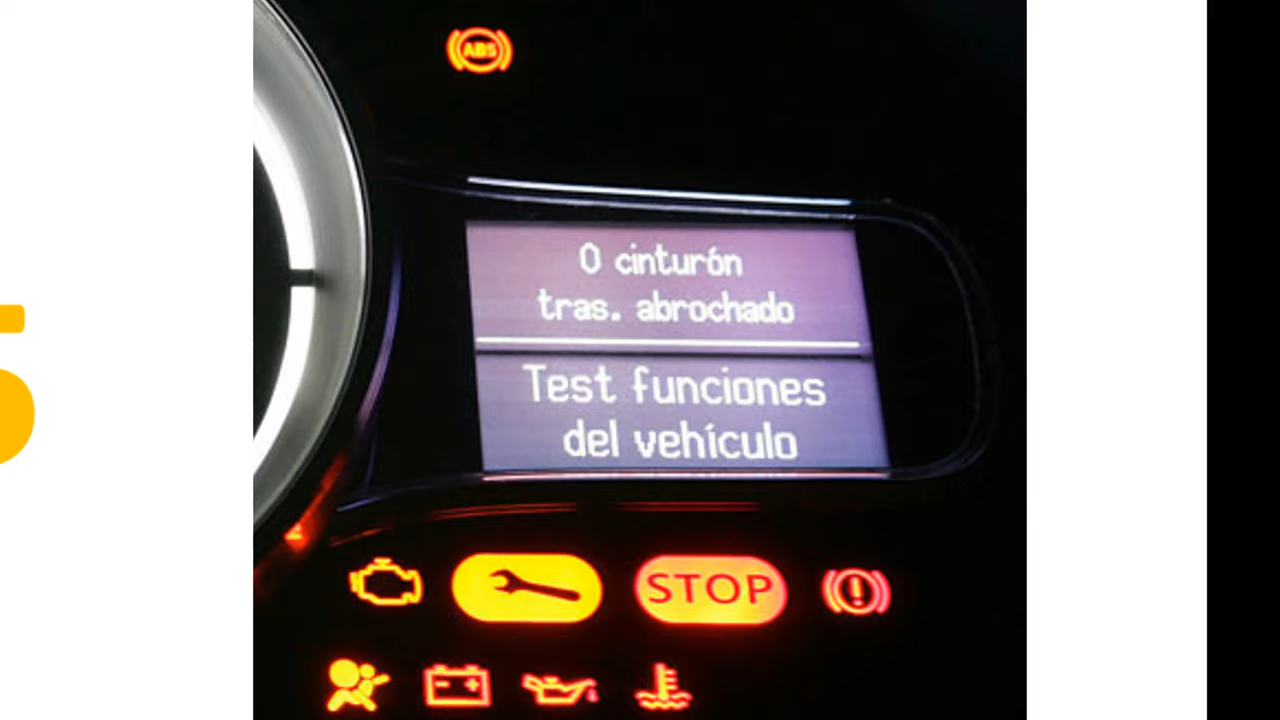 ABS
0 cinturón
tras. abrochado
Test funciones
del vehículo
STOP